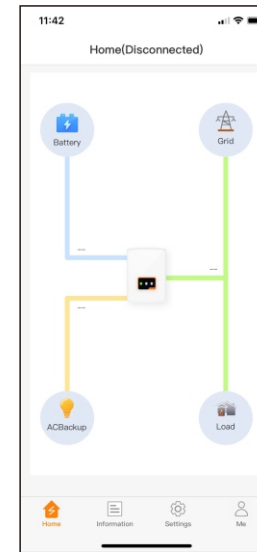 11:42
Home(Disconnected)
Battery
Grid
--
--
--
ACBackup
Load
Home
Information
Settings
Me